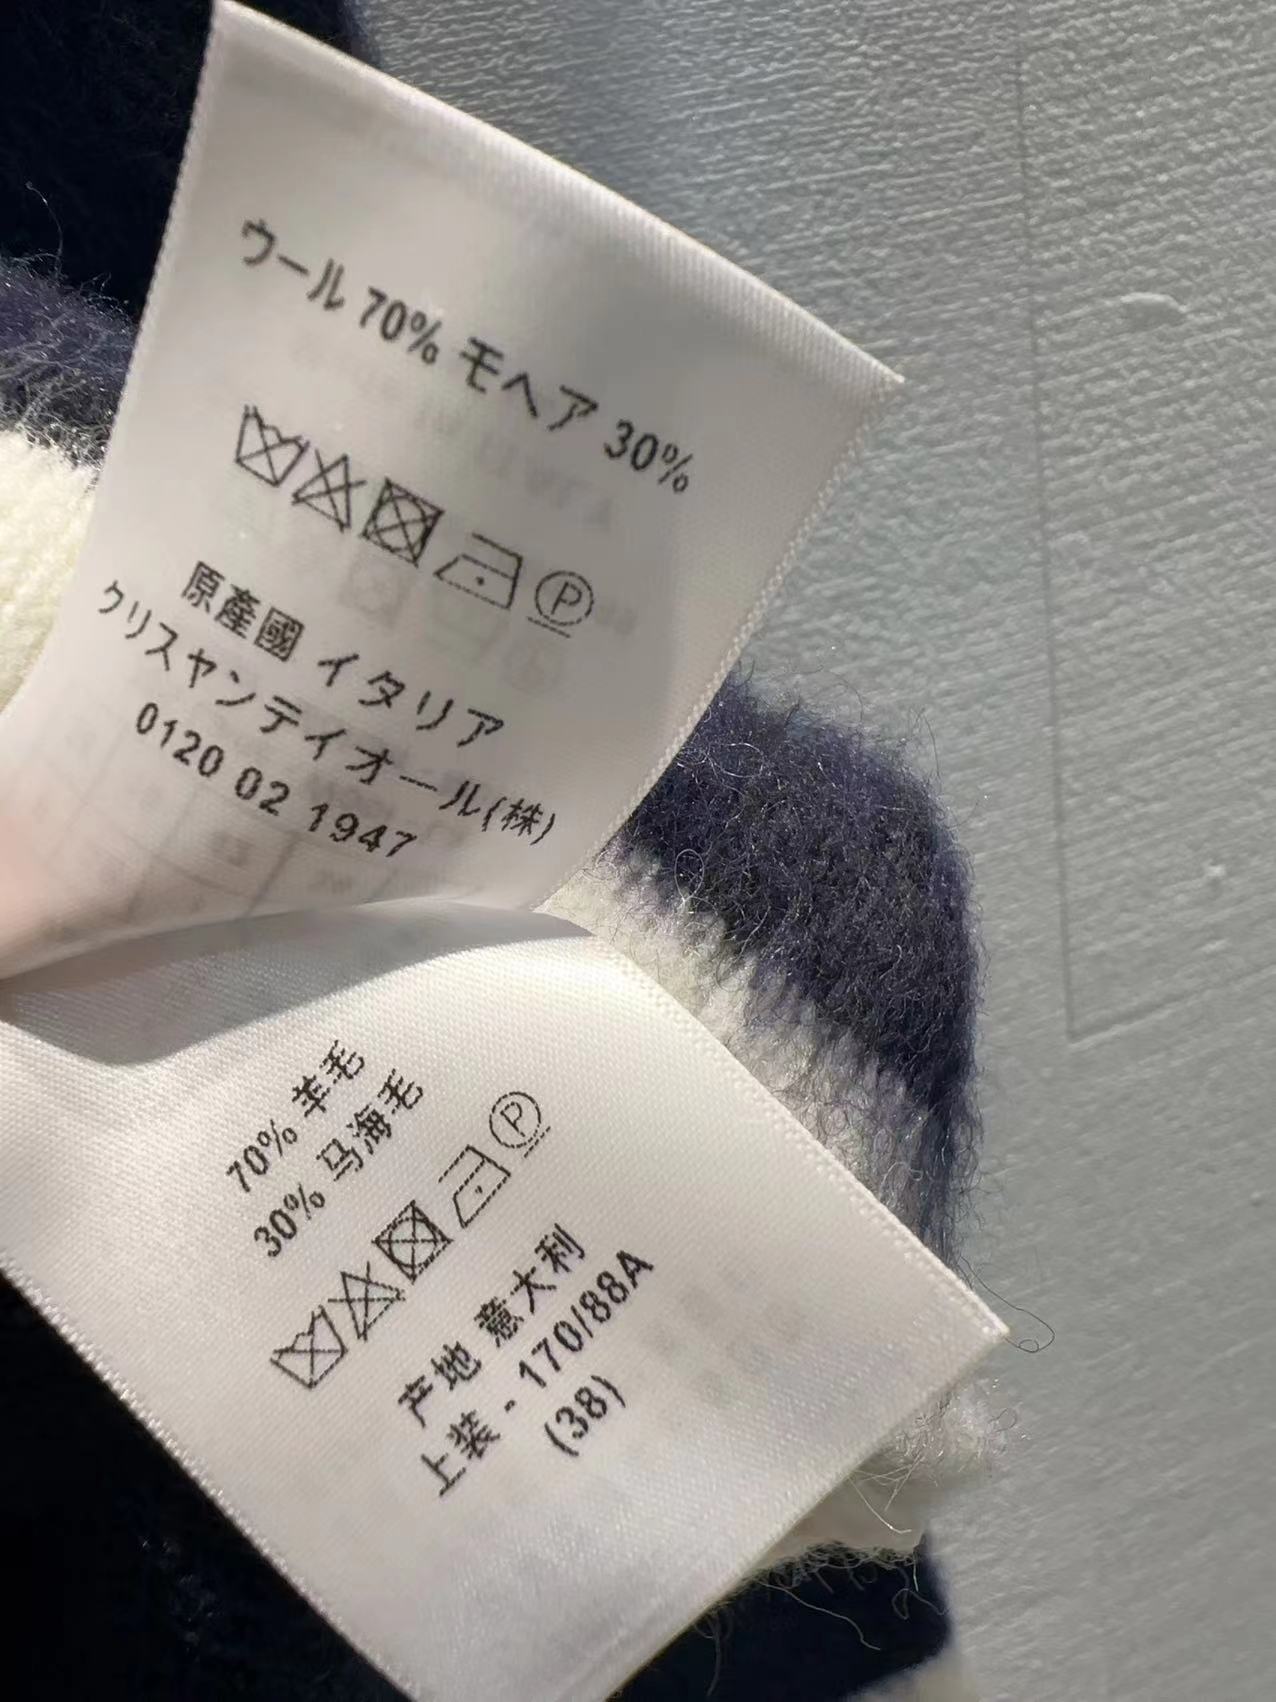 ウール 70% モヘア 30%
P
原産國 イタリア
クリスヤンディオール(株)
0120 02 1947
70% 羊毛
30% 马海毛
P
产地 意大利
上装 - 170/88A
(38)